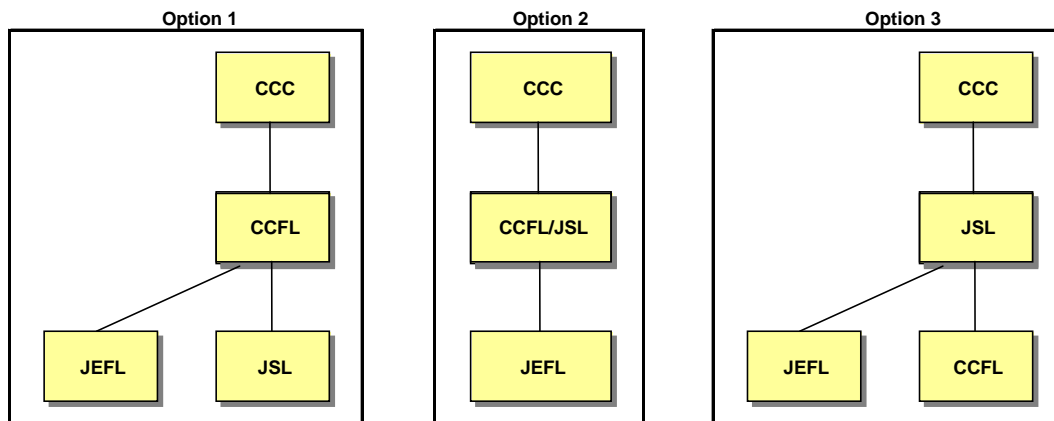 Option 1
Option 2
Option 3
CCC
CCC
CCC
CCFL
CCFL/JSL
JSL
JEFL
JSL
JEFL
JEFL
CCFL